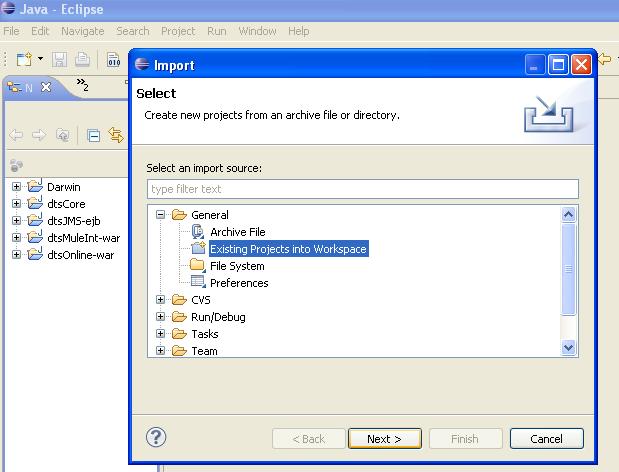 Java - Eclipse
File Edit Navigate Search Project Run Window Help
010
N
»2
Darwin
dtsCore
dtsJMS-ejb
dtsMuleInt-war
dtsOnline-war
Import
Select
Create new projects from an archive file or directory.
Select an import source:
type filter text
General
Archive File
Existing Projects into Workspace
File System
Preferences
CVS
Run/Debug
Tasks
Team
?
< Back Next > Finish Cancel